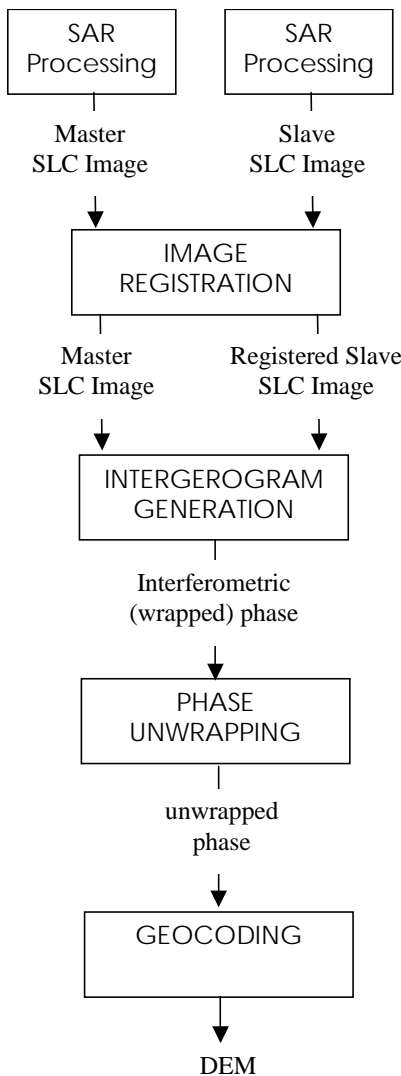 SAR
Processing
SAR
Processing
Master
SLC Image
Slave
SLC Image
IMAGE
REGISTRATION
Master
SLC Image
Registered Slave
SLC Image
INTERGEROGRAM
GENERATION
Interferometric
(wrapped) phase
PHASE
UNWRAPPING
unwrapped
phase
GEOCODING
DEM